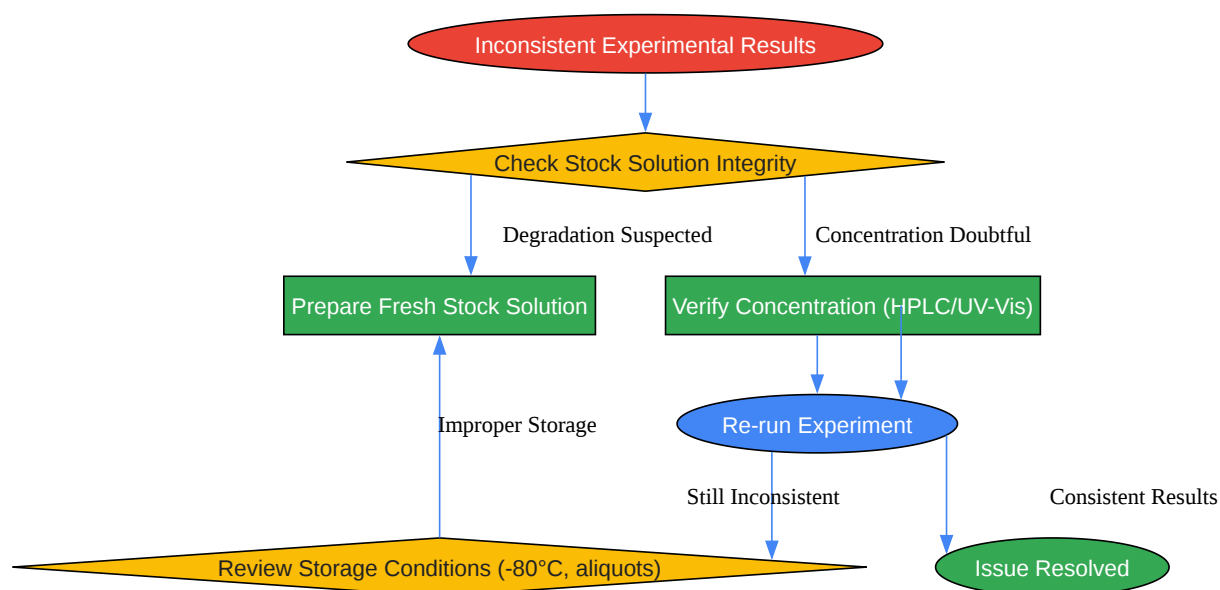 Inconsistent Experimental Results
Check Stock Solution Integrity
Degradation Suspected
Concentration Doubtful
Prepare Fresh Stock Solution
Verify Concentration (HPLC/UV-Vis)
Improper Storage
Re-run Experiment
Still Inconsistent
Consistent Results
Review Storage Conditions (-80°C, aliquots)
Issue Resolved